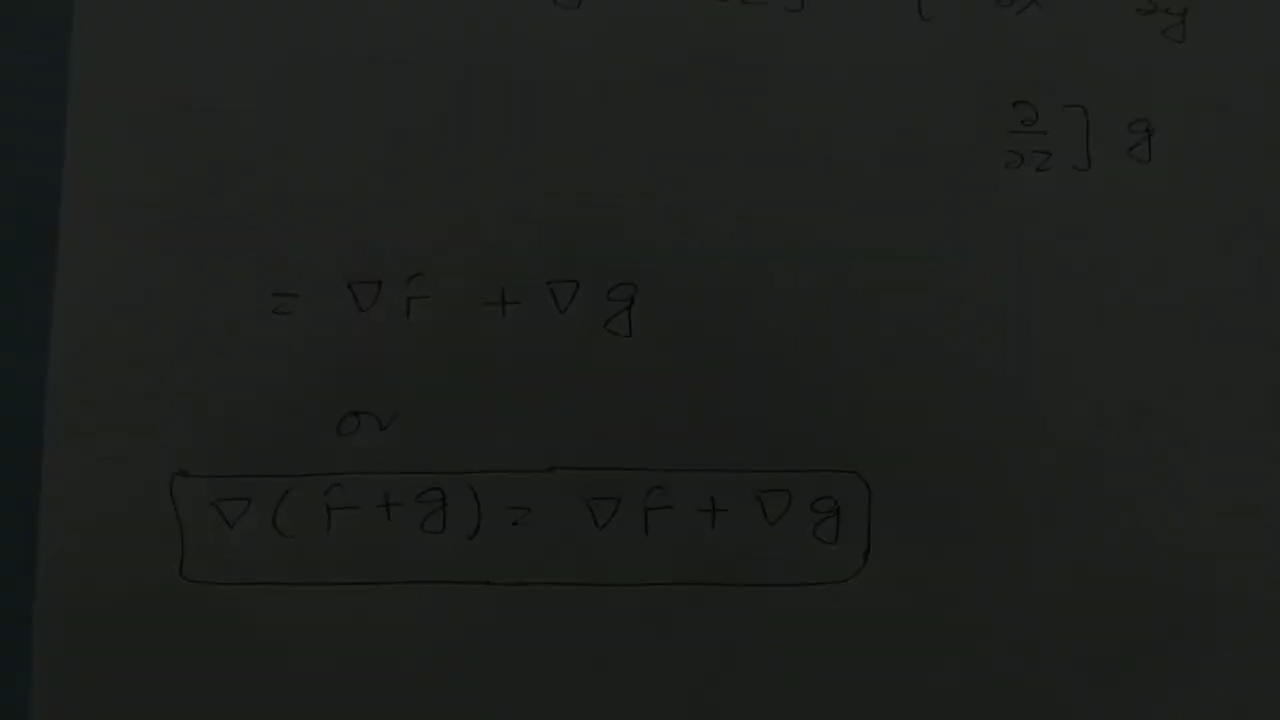 ∂/∂z ] g
= ∇f + ∇g
or
∇(f+g) = ∇f + ∇g